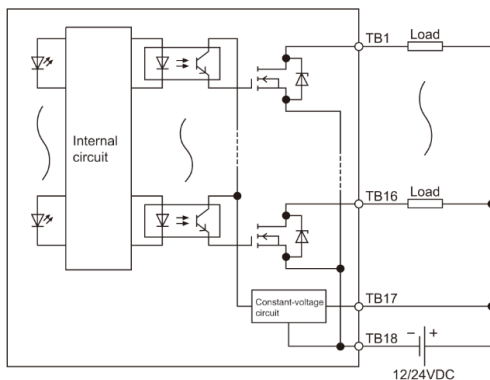 TB1
Load
Internal
circuit
TB16
Load
Constant-voltage
circuit
TB17
TB18
− +
12/24VDC